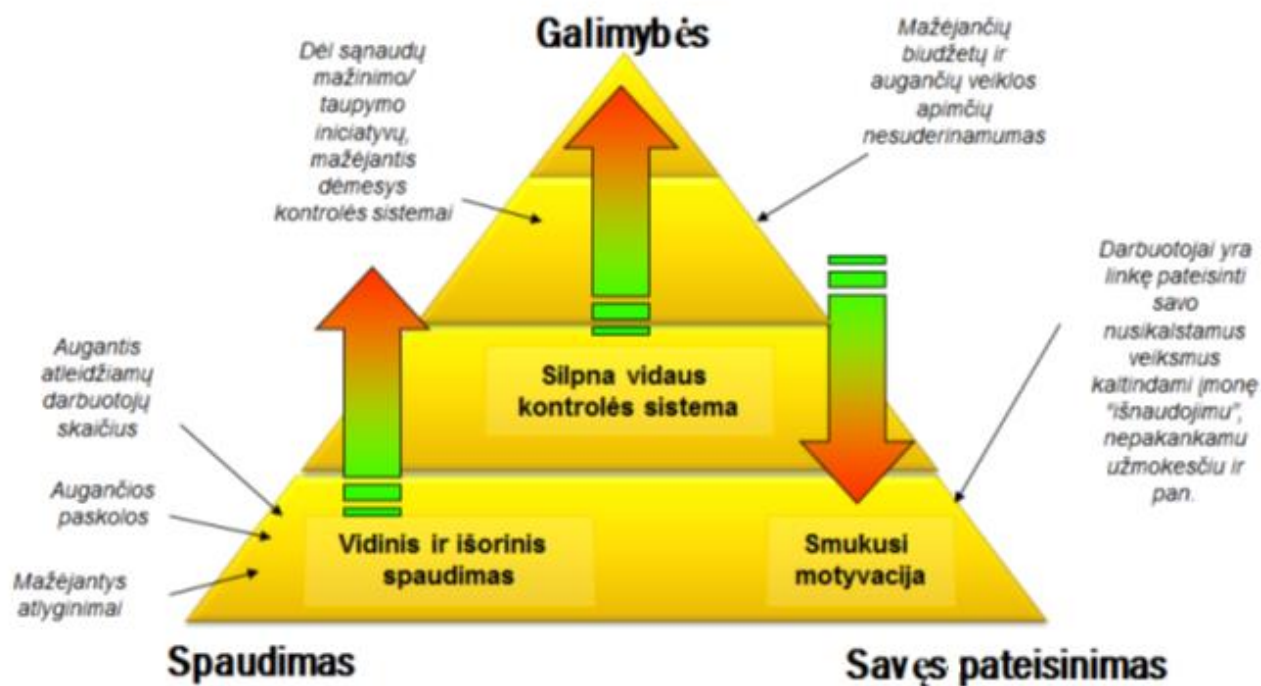 Galimybės
Dėl sąnaudų
mažinimo/
taupymo
iniciatyvų,
mažėjantis
dėmesys
kontrolės sistemai
Mažėjančių
biudžetų ir
augančių veiklos
apimčių
nesuderinamumas
Augantis
atleidžiamų
darbuotojų
skaičius
Augančios
paskolos
Mažėjantys
atlyginimai
Silpna vidaus
kontrolės sistema
Darbuotojai yra
linkę pateisinti
savo
nusikalstamus
veiksmus
kaltindami įmonę
"išnaudojimu",
nepakankamu
užmokesčiu ir
pan.
Vidinis ir išorinis
spaudimas
Smukusi
motyvacija
Spaudimas
Savęs pateisinimas